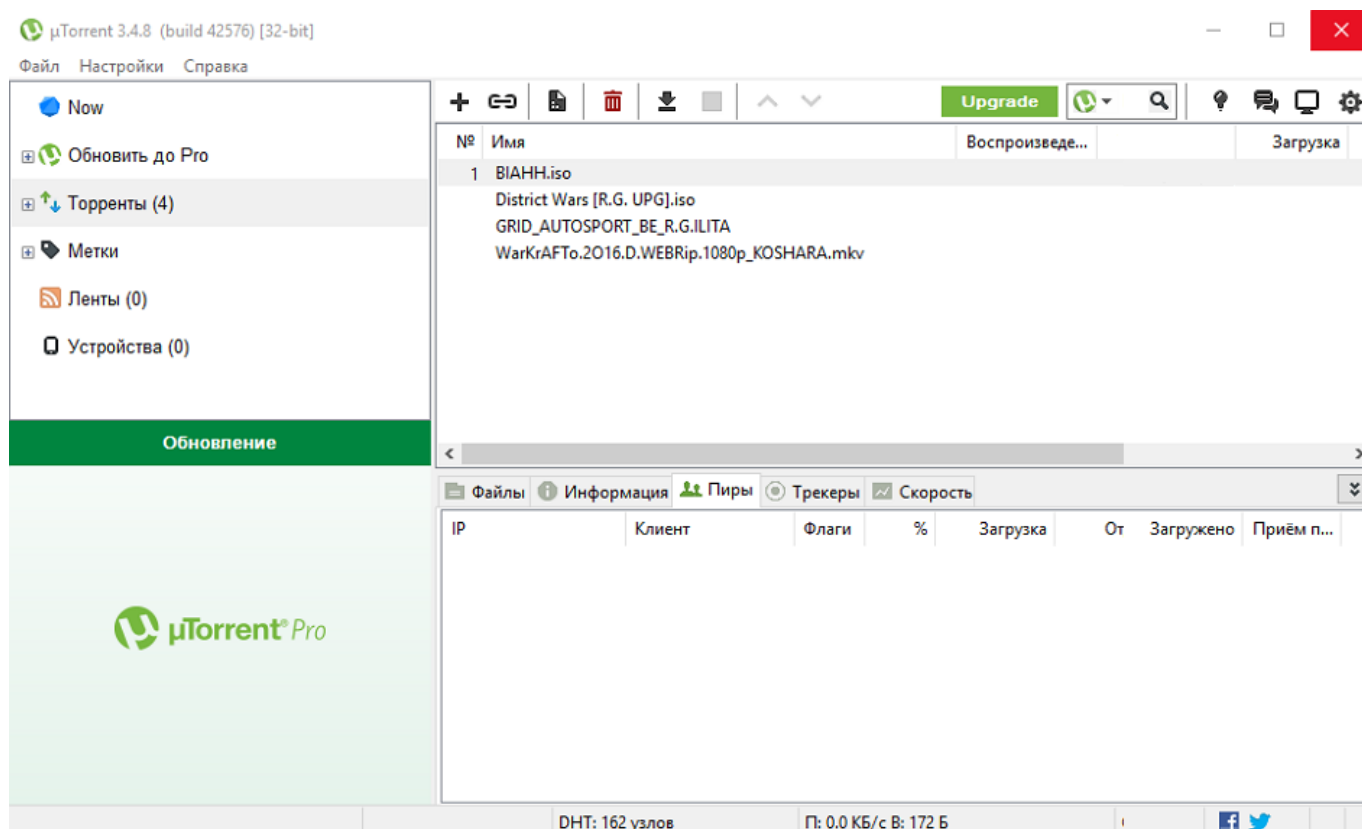 µTorrent 3.4.8 (build 42576) [32-bit]
Файл Настройки Справка
Now
Обновить до Pro
Торренты (4)
Метки
Ленты (0)
Устройства (0)
Обновление
µTorrent® Pro
Upgrade
№ Имя Воспроизведе... Загрузка
1 BIAHH.iso
District Wars [R.G. UPG].iso
GRID_AUTOSPORT_BE_R.G.ILITA
WarKrAFTo.2O16.D.WEBRip.1080p_KOSHARA.mkv
Файлы Информация Пиры Трекеры Скорость
IP Клиент Флаги % Загрузка От Загружено Приём п...
DHT: 162 узлов П: 0.0 КБ/с В: 172 Б